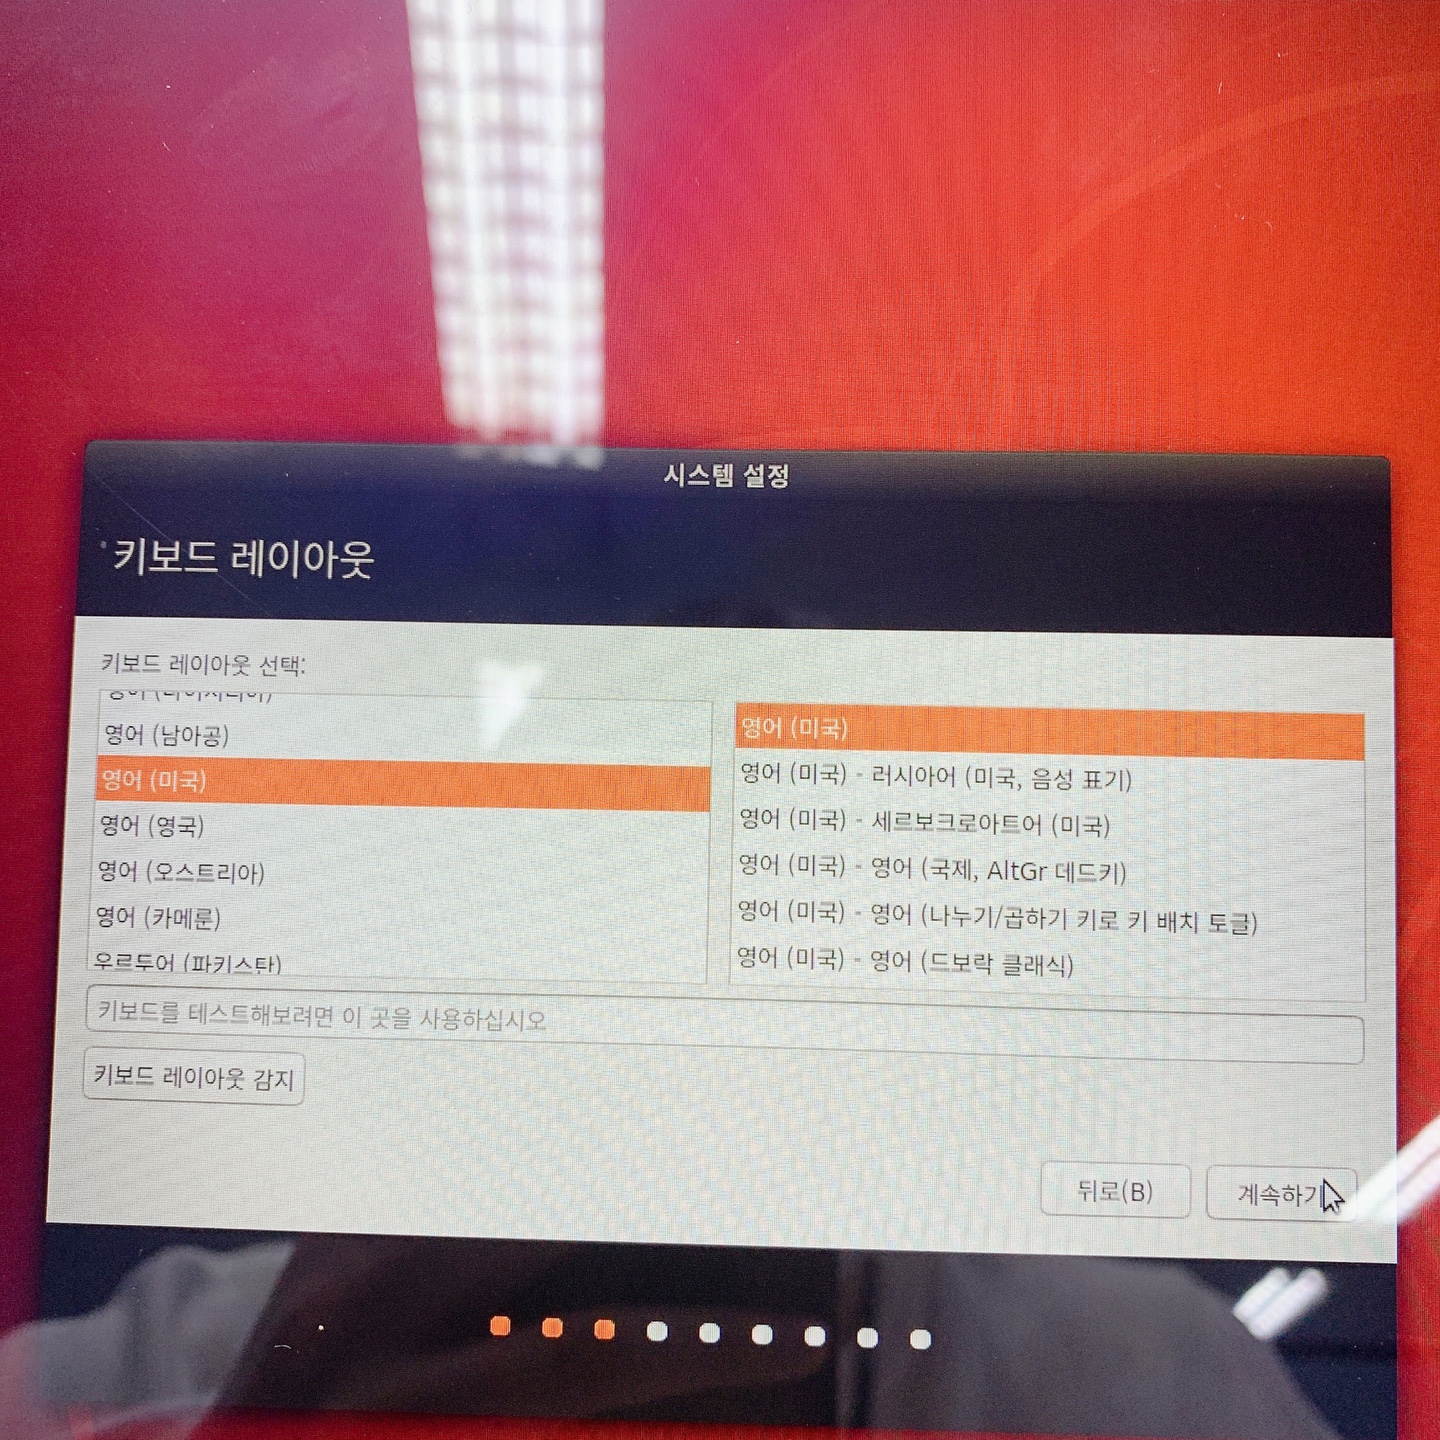 시스템 설정
키보드 레이아웃
키보드 레이아웃 선택:
영어 (나이지리아)
영어 (남아공)
영어 (미국)
영어 (영국)
영어 (오스트리아)
영어 (카메룬)
우르두어 (파키스탄)
영어 (미국)
영어 (미국) - 러시아어 (미국, 음성 표기)
영어 (미국) - 세르보크로아트어 (미국)
영어 (미국) - 영어 (국제, AltGr 데드키)
영어 (미국) - 영어 (나누기/곱하기 키로 키 배치 토글)
영어 (미국) - 영어 (드보락 클래식)
키보드를 테스트해보려면 이 곳을 사용하십시오
키보드 레이아웃 감지
뒤로(B)
계속하기